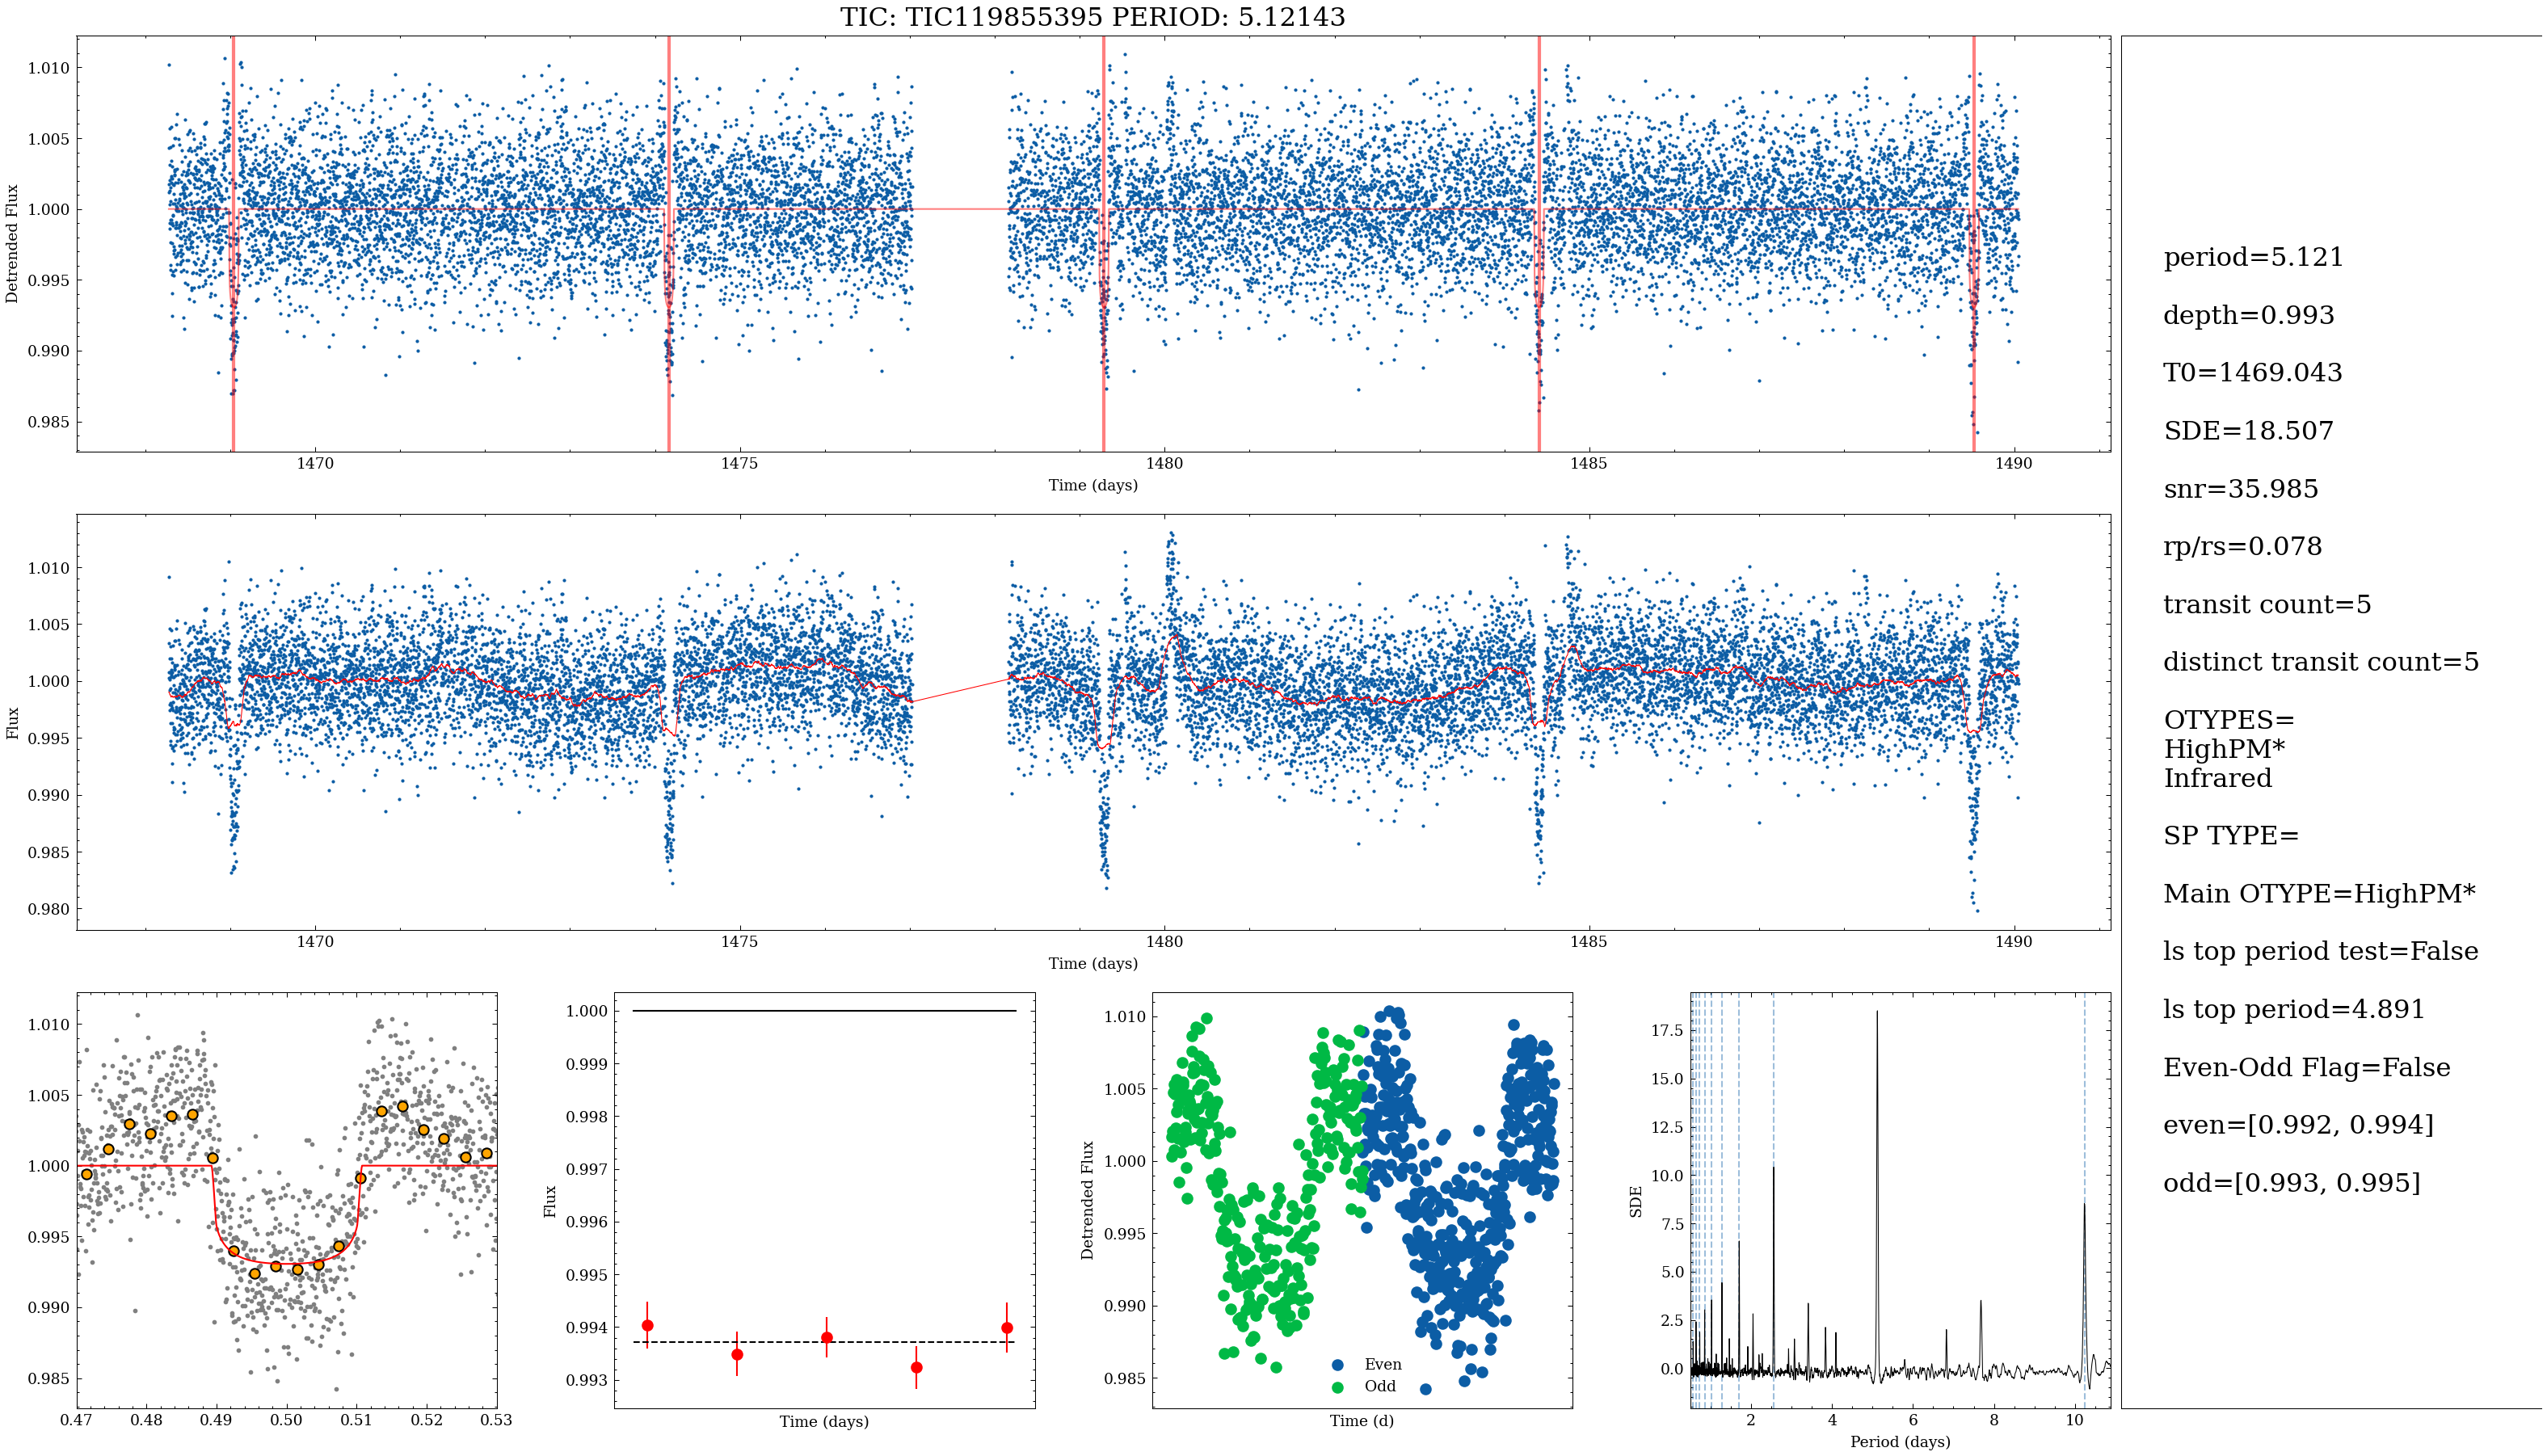 TIC: TIC119855395 PERIOD: 5.12143
1.010
1.005
1.000
0.995
0.990
0.985
Detrended Flux
1470
1475
1480
1485
1490
Time (days)
1.010
1.005
1.000
0.995
0.990
0.985
0.980
Flux
1470
1475
1480
1485
1490
Time (days)
1.010
1.005
1.000
0.995
0.990
0.985
0.47
0.48
0.49
0.50
0.51
0.52
0.53
1.000
0.999
0.998
0.997
0.996
0.995
0.994
0.993
Flux
Time (days)
1.010
1.005
1.000
0.995
0.990
0.985
Detrended Flux
Even
Odd
Time (d)
17.5
15.0
12.5
10.0
7.5
5.0
2.5
0.0
SDE
2
4
6
8
10
Period (days)
period=5.121
depth=0.993
T0=1469.043
SDE=18.507
snr=35.985
rp/rs=0.078
transit count=5
distinct transit count=5
OTYPES=
HighPM*
Infrared
SP TYPE=
Main OTYPE=HighPM*
ls top period test=False
ls top period=4.891
Even-Odd Flag=False
even=[0.992, 0.994]
odd=[0.993, 0.995]